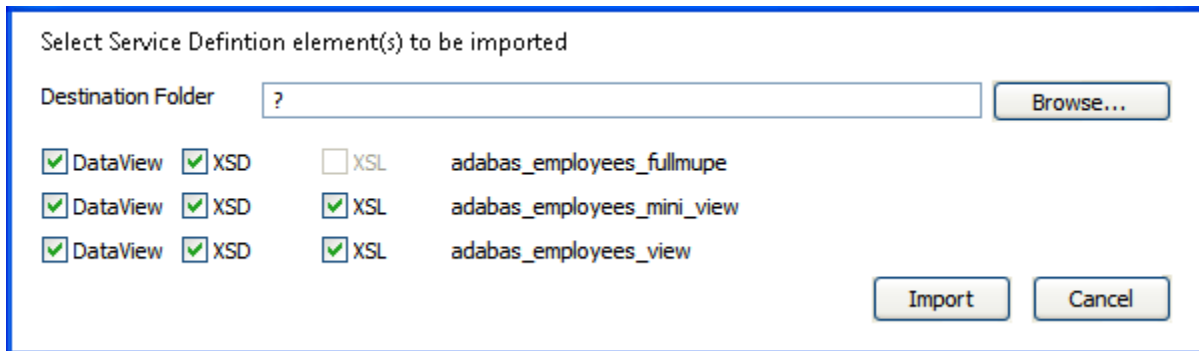 Select Service Defintion element(s) to be imported
Destination Folder ? Browse...
DataView XSD XSL adabas_employees_fullmupe
DataView XSD XSL adabas_employees_mini_view
DataView XSD XSL adabas_employees_view
Import Cancel